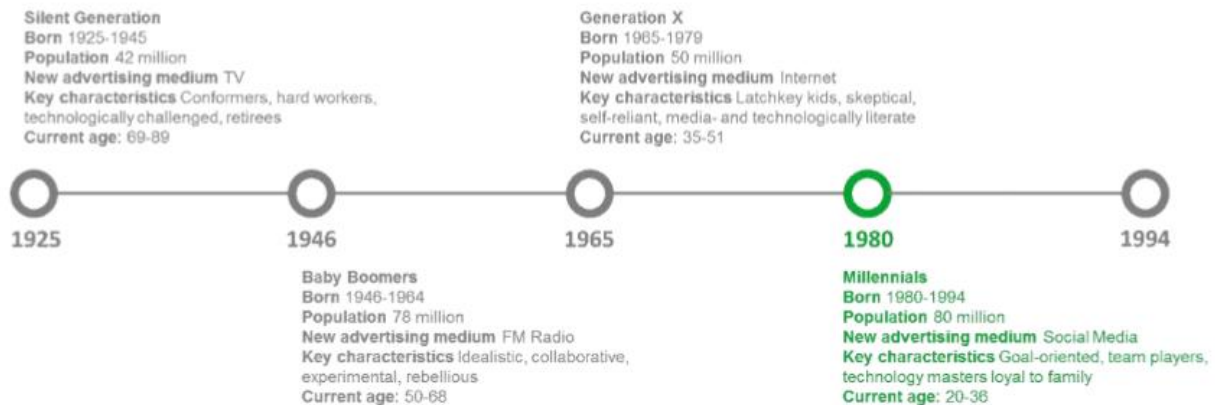 Silent Generation
Born 1925-1945
Population 42 million
New advertising medium TV
Key characteristics Conformers, hard workers,
technologically challenged, retirees
Current age: 69-89
Generation X
Born 1965-1979
Population 50 million
New advertising medium Internet
Key characteristics Latchkey kids, skeptical,
self-reliant, media- and technologically literate
Current age: 35-51
1925
1946
1965
1980
1994
Baby Boomers
Born 1946-1964
Population 78 million
New advertising medium FM Radio
Key characteristics Idealistic, collaborative,
experimental, rebellious
Current age: 50-68
Millennials
Born 1980-1994
Population 80 million
New advertising medium Social Media
Key characteristics Goal-oriented, team players,
technology masters loyal to family
Current age: 20-36